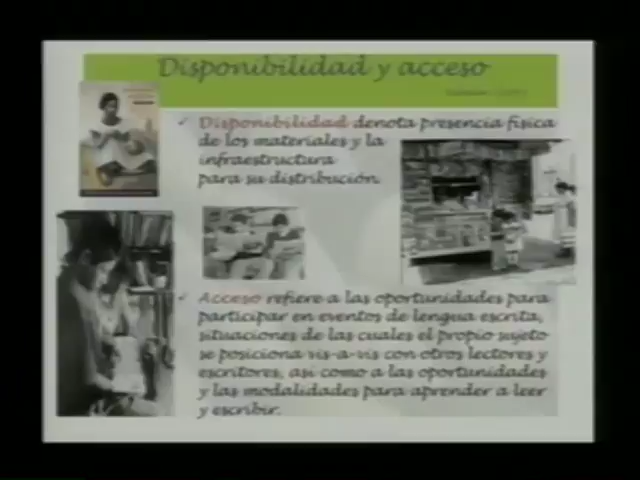 Disponibilidad y acceso
✓ Disponibilidad denota presencia física
de los materiales y la
infraestructura
para su distribución.
✓ Acceso refiere a las oportunidades para
participar en eventos de lengua escrita,
situaciones de las cuales el propio sujeto
se posiciona vis-a-vis con otros lectores y
escritores, así como a las oportunidades
y las modalidades para aprender a leer
y escribir.